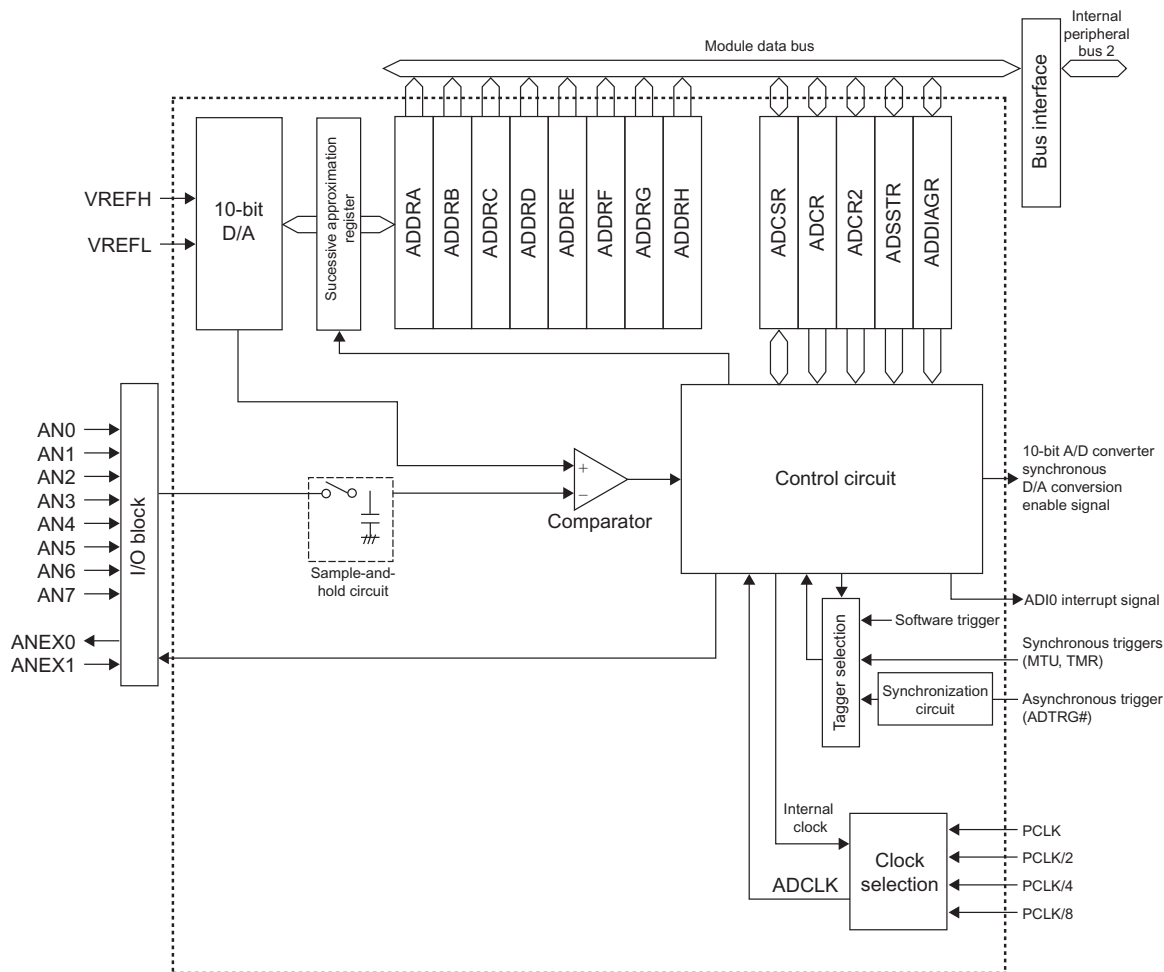 Internal
peripheral
bus 2
Module data bus
Bus interface
VREFH
VREFL
10-bit
D/A
Sucessive approximation
register
ADDRA
ADDRB
ADDRC
ADDRD
ADDRE
ADDRF
ADDRG
ADDRH
ADCSR
ADCR
ADCR2
ADSSTR
ADDIAGR
AN0
AN1
AN2
AN3
AN4
AN5
AN6
AN7
ANEX0
ANEX1
I/O block
Sample-and-
hold circuit
+
−
Comparator
Control circuit
10-bit A/D converter
synchronous
D/A conversion
enable signal
ADI0 interrupt signal
Tagger selection
Software trigger
Synchronous triggers
(MTU, TMR)
Synchronization
circuit
Asynchronous trigger
(ADTRG#)
Internal
clock
ADCLK
Clock
selection
PCLK
PCLK/2
PCLK/4
PCLK/8